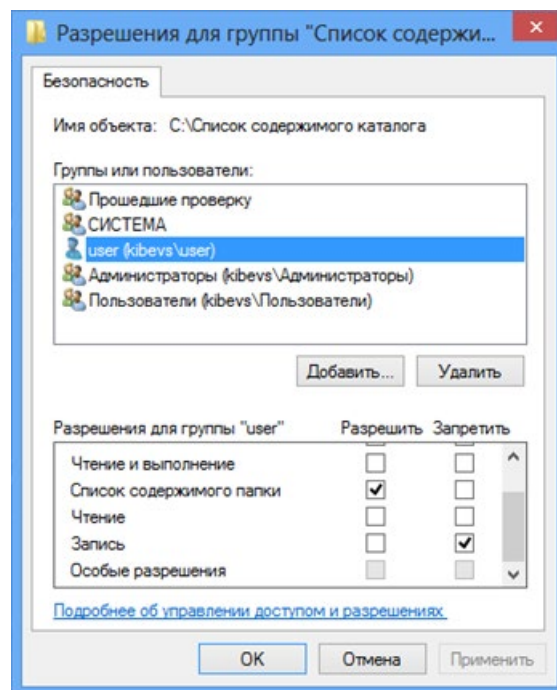 Разрешения для группы "Список содержи...
Безопасность
Имя объекта: C:\Список содержимого каталога
Группы или пользователи:
Прошедшие проверку
СИСТЕМА
user (kibevs\user)
Администраторы (kibevs\Администраторы)
Пользователи (kibevs\Пользователи)
Добавить... Удалить
Разрешения для группы "user" Разрешить Запретить
Чтение и выполнение
Список содержимого папки
Чтение
Запись
Особые разрешения
Подробнее об управлении доступом и разрешениях
OK Отмена Применить